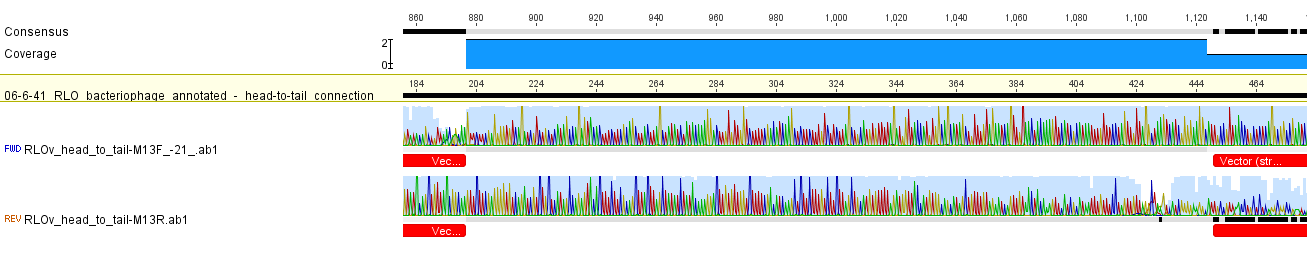 860 880 900 920 940 960 980 1,000 1,020 1,040 1,060 1,080 1,100 1,120 1,140
Consensus
Coverage
2
0
184 204 224 244 264 284 304 324 344 364 384 404 424 444 464
06-6-41 RLO bacteriophage annotated - head-to-tail connection
FWD RLOv_head_to_tail-M13F_-21_.ab1
Vec... Vector (str...
REV RLOv_head_to_tail-M13R.ab1
Vec...